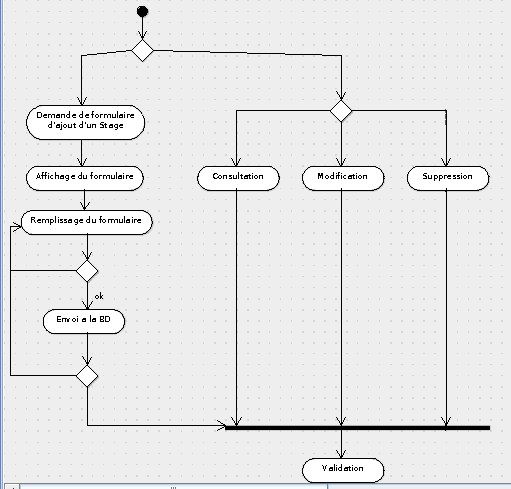 Demande de formulaire
d'ajout d'un Stage
Affichage du formulaire
Consultation
Modification
Suppression
Remplissage du formulaire
ok
Envoi a la BD
Validation